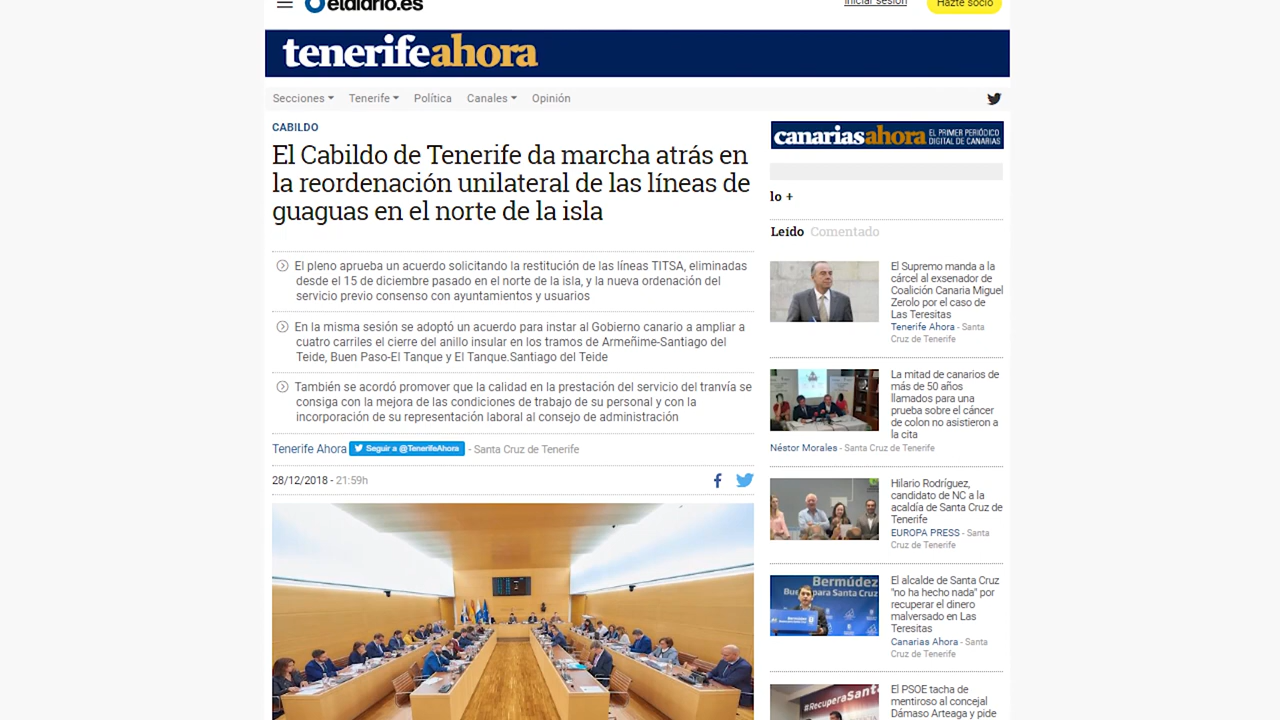 eldiario.es
Iniciar sesión
Hazte socio
tenerifeahora
Secciones
Tenerife
Política
Canales
Opinión
CABILDO
El Cabildo de Tenerife da marcha atrás en
la reordenación unilateral de las líneas de
guaguas en el norte de la isla
El pleno aprueba un acuerdo solicitando la restitución de las líneas TITSA, eliminadas
desde el 15 de diciembre pasado en el norte de la isla, y la nueva ordenación del
servicio previo consenso con ayuntamientos y usuarios
En la misma sesión se adoptó un acuerdo para instar al Gobierno canario a ampliar a
cuatro carriles el cierre del anillo insular en los tramos de Armeñime-Santiago del
Teide, Buen Paso-El Tanque y El Tanque.Santiago del Teide
También se acordó promover que la calidad en la prestación del servicio del tranvía se
consiga con la mejora de las condiciones de trabajo de su personal y con la
incorporación de su representación laboral al consejo de administración
Tenerife Ahora Seguir a @TenerifeAhora - Santa Cruz de Tenerife
28/12/2018 - 21:59h
canariasahora EL PRIMER PERIÓDICO
DIGITAL DE CANARIAS
lo +
Leído Comentado
El Supremo manda a la
cárcel al exsenador de
Coalición Canaria Miguel
Zerolo por el caso de
Las Teresitas
Tenerife Ahora - Santa
Cruz de Tenerife
La mitad de canarios de
más de 50 años
llamados para una
prueba sobre el cáncer
de colon no asistieron a
la cita
Néstor Morales - Santa Cruz de Tenerife
Hilario Rodríguez,
candidato de NC a la
acaldía de Santa Cruz de
Tenerife
EUROPA PRESS - Santa
Cruz de Tenerife
Bermúdez
El alcalde de Santa Cruz
"no ha hecho nada" por
recuperar el dinero
malversado en Las
Teresitas
Canarias Ahora - Santa
Cruz de Tenerife
#RecuperaSanta
El PSOE tacha de
mentiroso al concejal
Dámaso Arteaga y pide